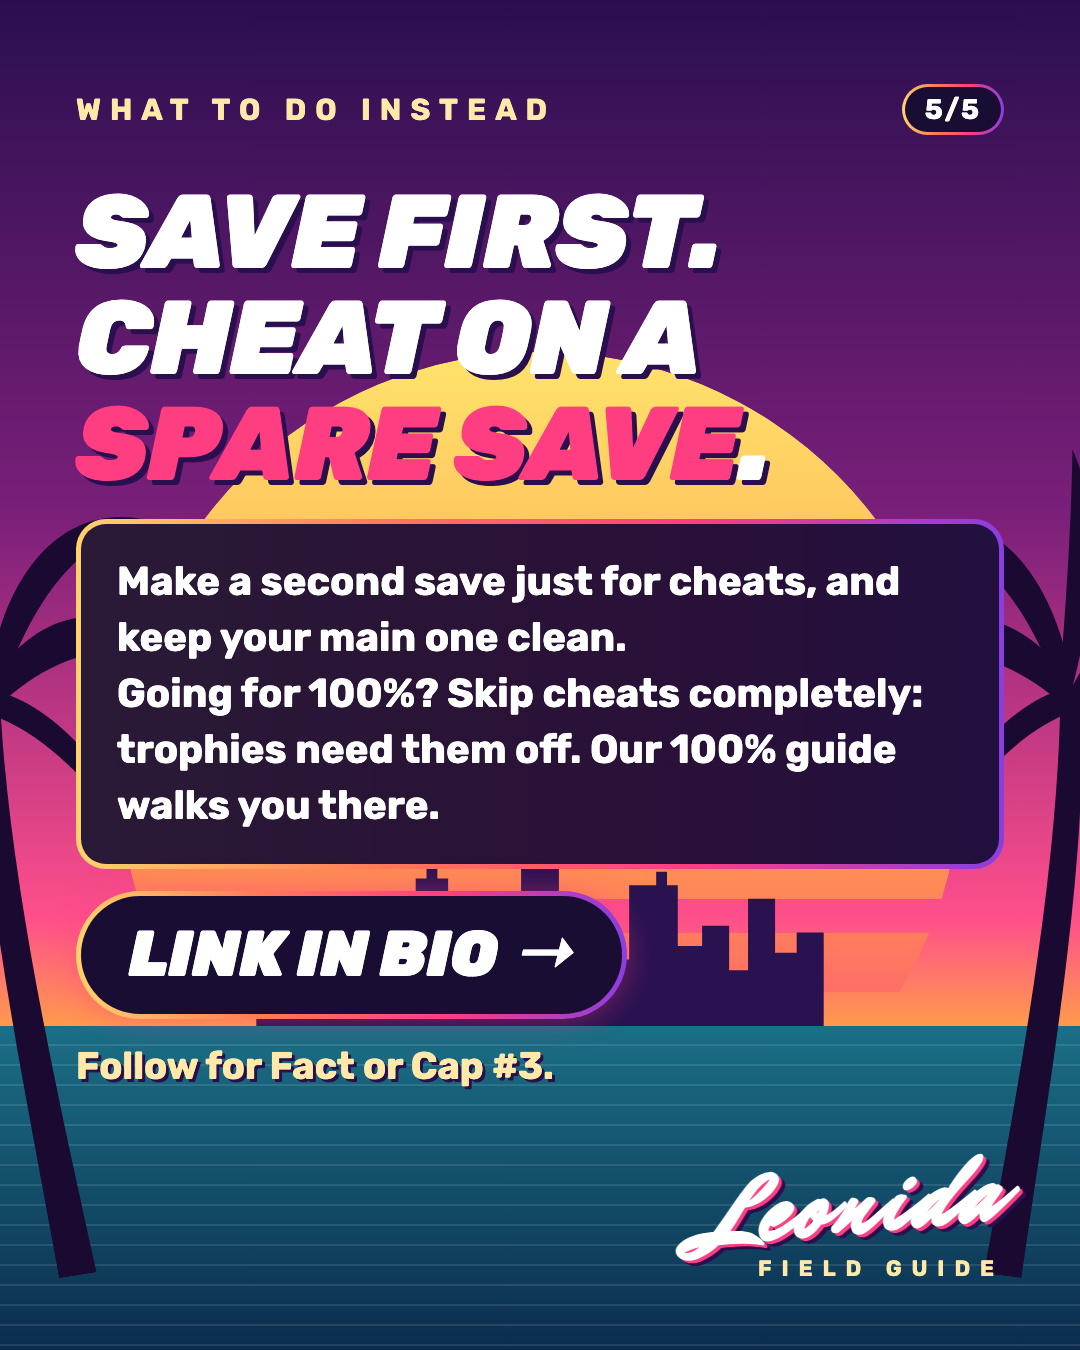 WHAT TO DO INSTEAD
5/5
SAVE FIRST.
CHEAT ON A
SPARE SAVE.
Make a second save just for cheats, and
keep your main one clean.
Going for 100%? Skip cheats completely:
trophies need them off. Our 100% guide
walks you there.
LINK IN BIO →
Follow for Fact or Cap #3.
Leonida
FIELD GUIDE